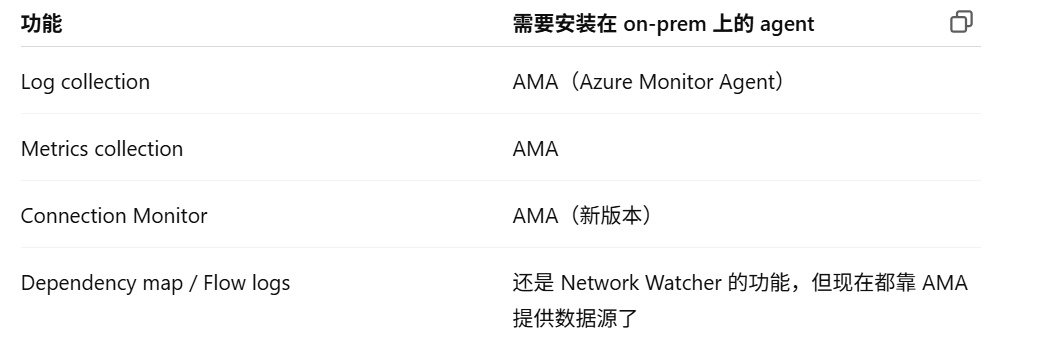 功能 需要安装在 on-prem 上的 agent
Log collection AMA（Azure Monitor Agent）
Metrics collection AMA
Connection Monitor AMA（新版本）
Dependency map / Flow logs 还是 Network Watcher 的功能，但现在都靠 AMA
提供数据源了